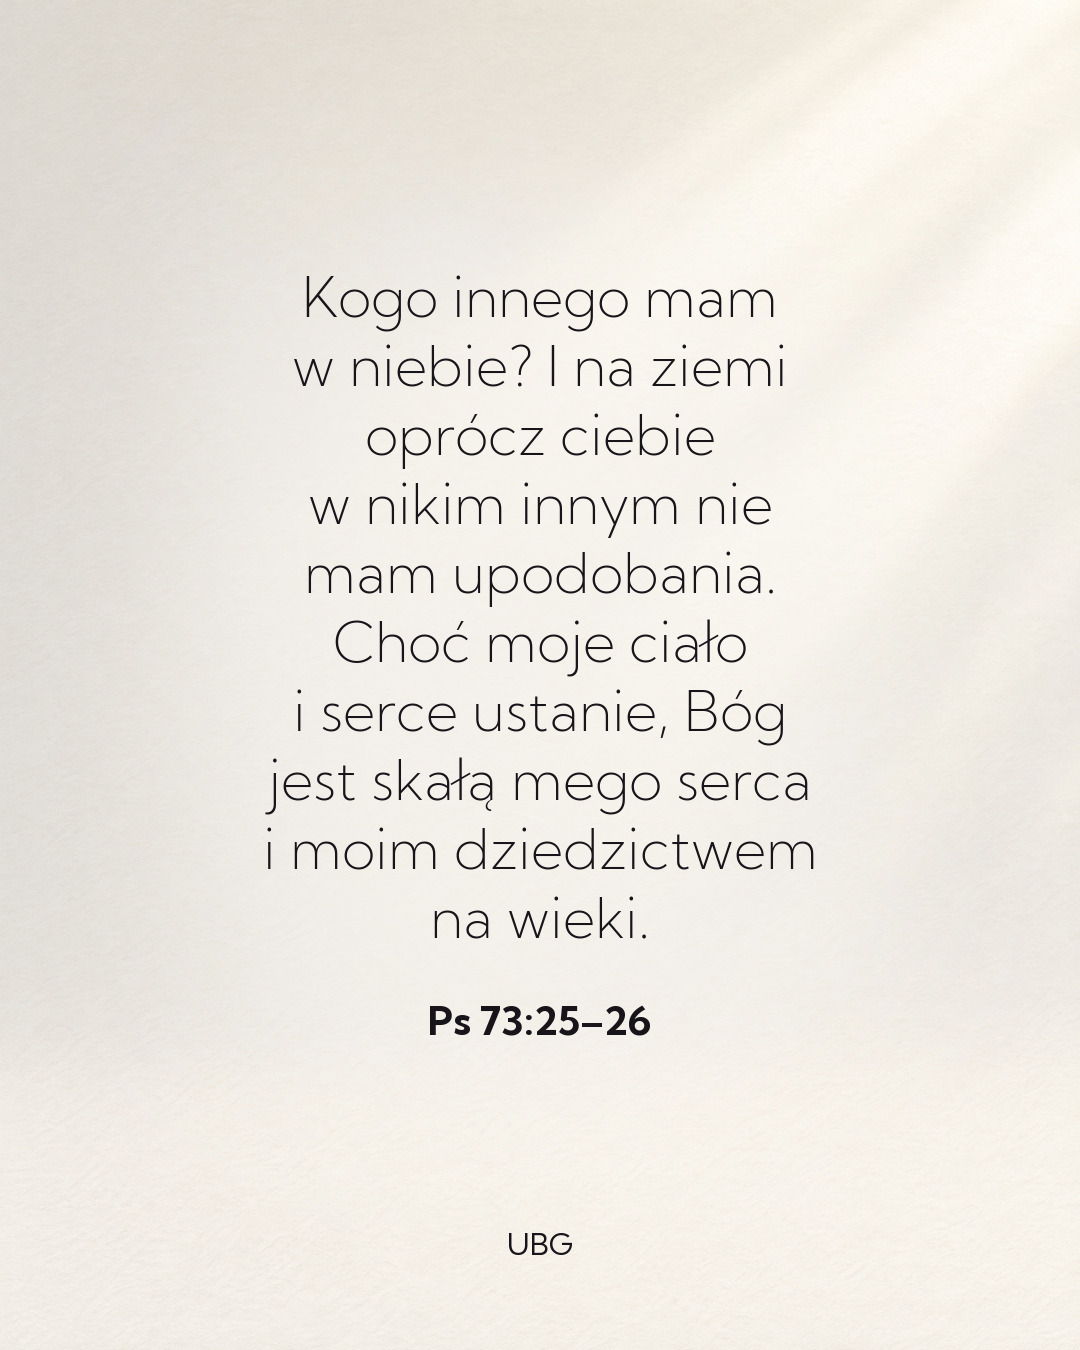 Kogo innego mam
w niebie? I na ziemi
oprócz ciebie
w nikim innym nie
mam upodobania.
Choć moje ciało
i serce ustanie, Bóg
jest skałą mego serca
i moim dziedzictwem
na wieki.
Ps 73:25–26
UBG